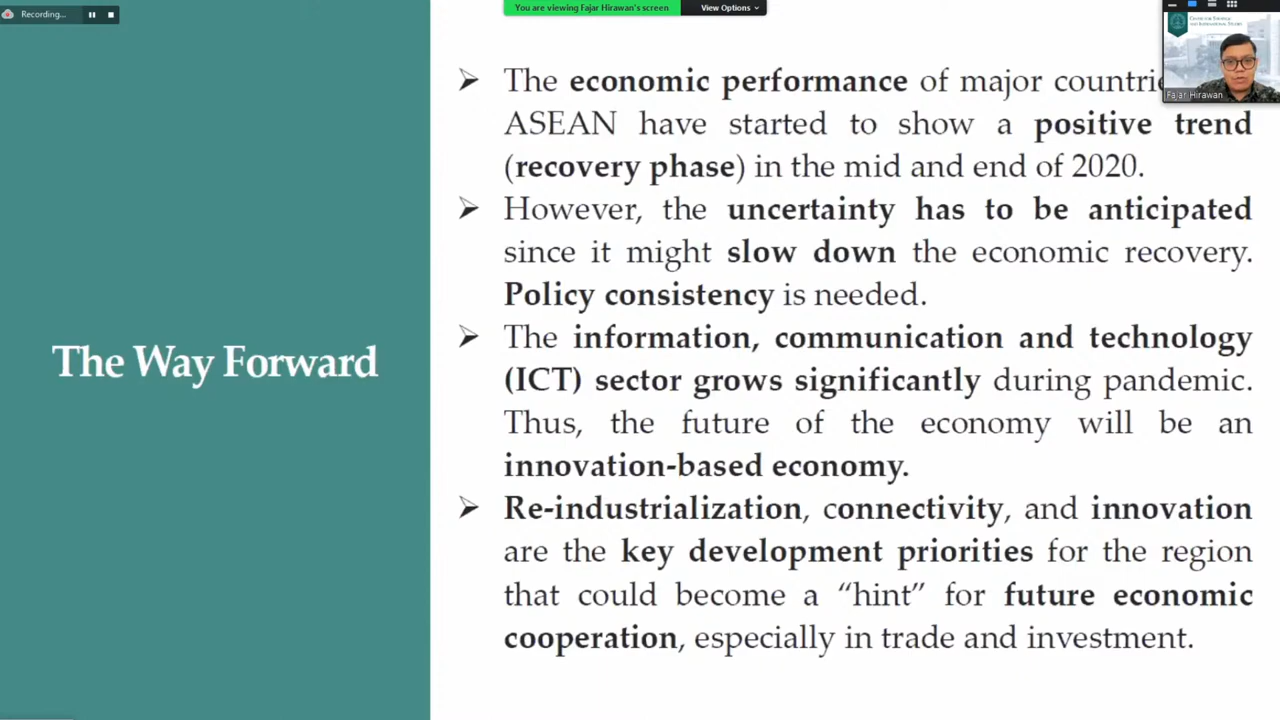 Recording...
You are viewing Fajar Hirawan's screen
View Options
Fajar Hirawan
The Way Forward
➤ The economic performance of major
ASEAN have started to show a positive trend
(recovery phase) in the mid and end of 2020.
➤ However, the uncertainty has to be anticipated
since it might slow down the economic recovery.
Policy consistency is needed.
➤ The information, communication and technology
(ICT) sector grows significantly during pandemic.
Thus, the future of the economy will be an
innovation-based economy.
➤ Re-industrialization, connectivity, and innovation
are the key development priorities for the region
that could become a “hint” for future economic
cooperation, especially in trade and investment.